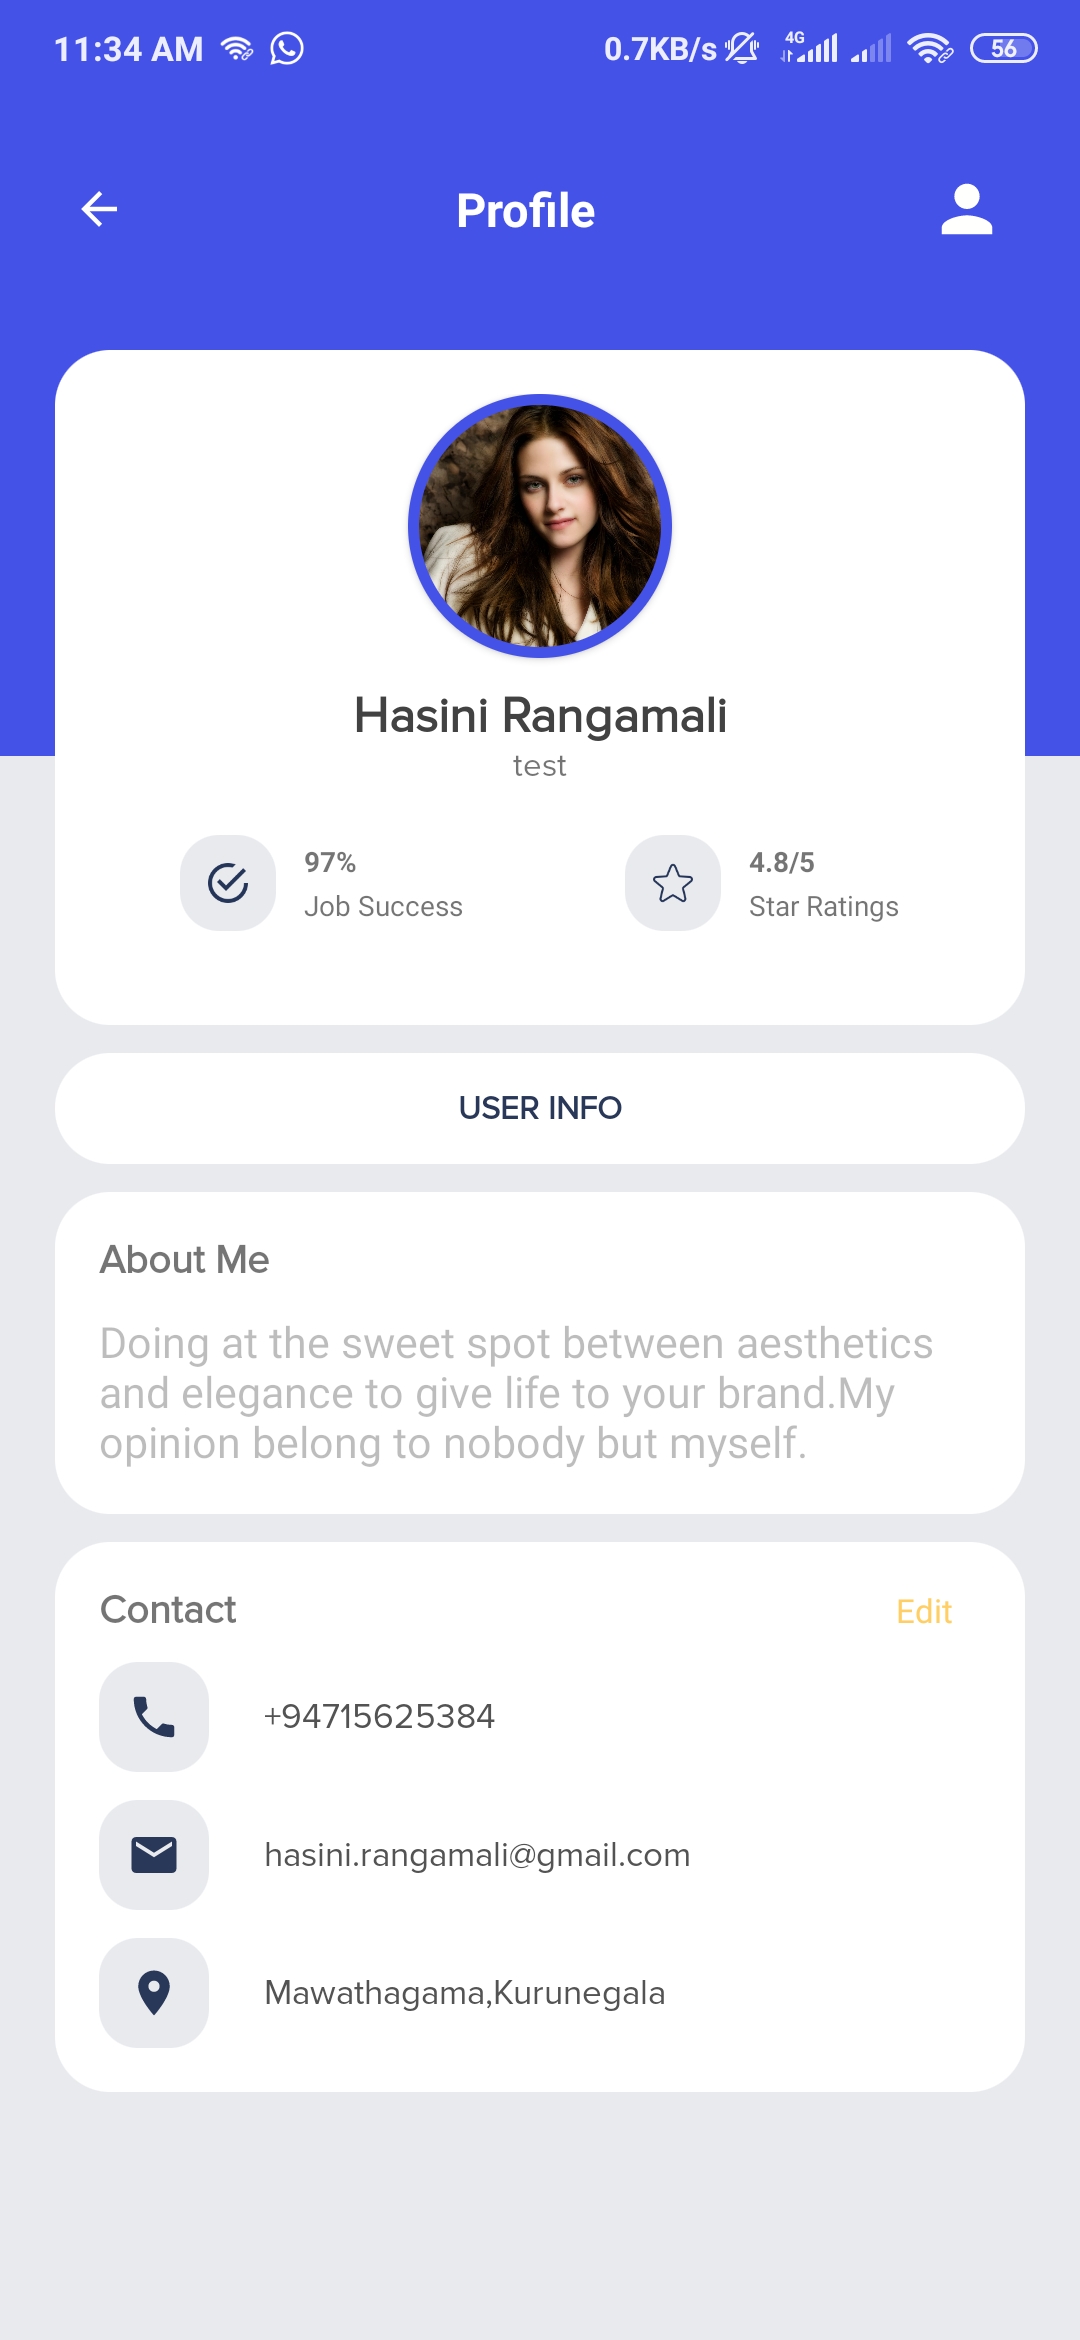 11:34 AM 0.7KB/s 4G 56
Profile
Hasini Rangamali
test
97% 4.8/5
Job Success Star Ratings
USER INFO
About Me
Doing at the sweet spot between aesthetics
and elegance to give life to your brand.My
opinion belong to nobody but myself.
Contact Edit
+94715625384
hasini.rangamali@gmail.com
Mawathagama,Kurunegala